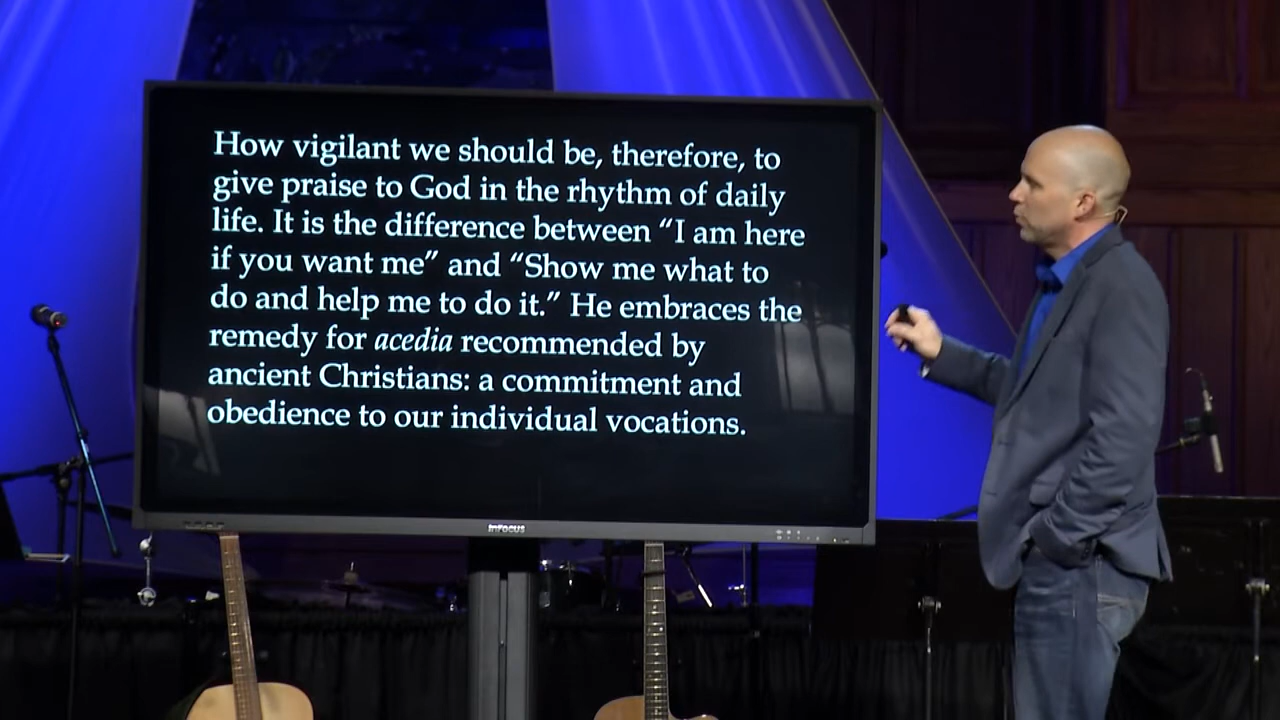 How vigilant we should be, therefore, to
give praise to God in the rhythm of daily
life. It is the difference between “I am here
if you want me” and “Show me what to
do and help me to do it.” He embraces the
remedy for acedia recommended by
ancient Christians: a commitment and
obedience to our individual vocations.
InFocus